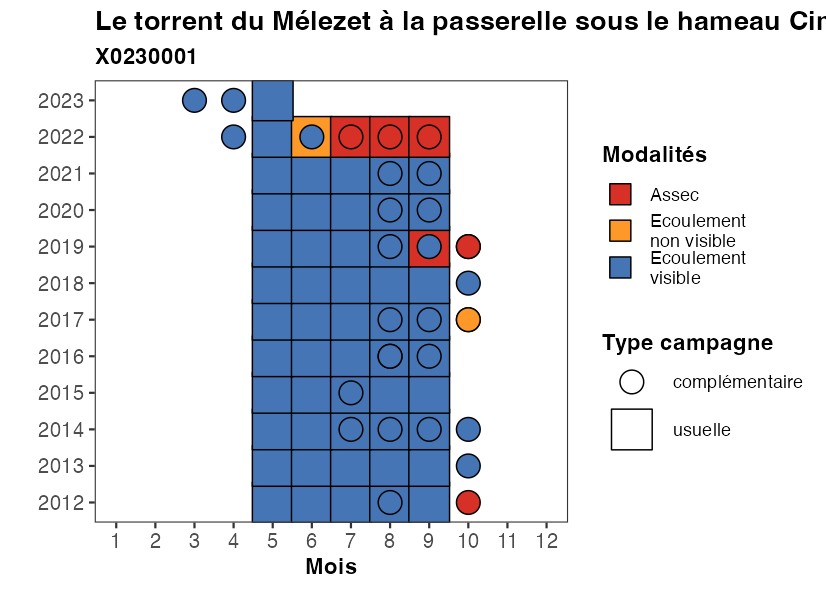 Le torrent du Mélezet à la passerelle sous le hameau Cir
X0230001
2023
2022
2021
2020
2019
2018
2017
2016
2015
2014
2013
2012
1 2 3 4 5 6 7 8 9 10 11 12
Mois
Modalités
Assec
Ecoulement
non visible
Ecoulement
visible
Type campagne
complémentaire
usuelle